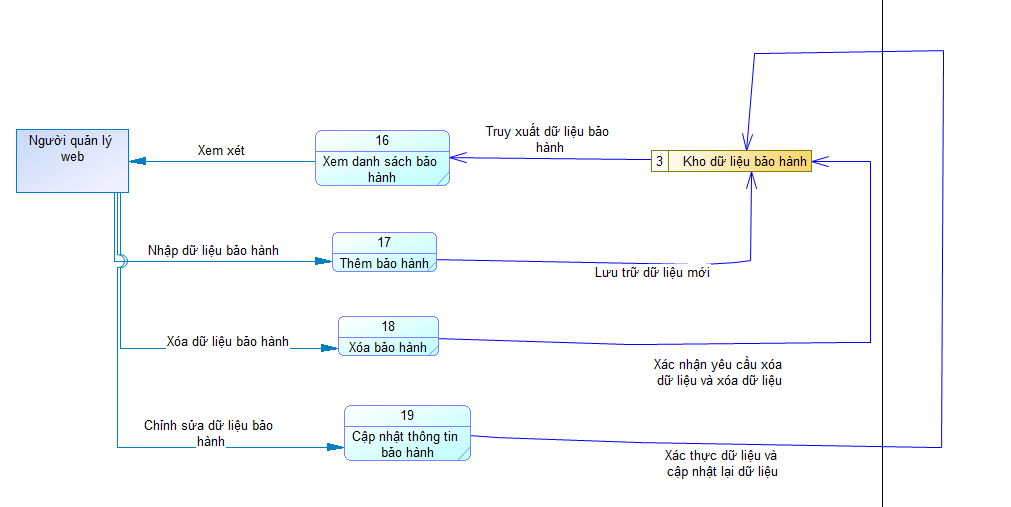 Người quản lý
web
Xem xét
16
Xem danh sách bảo
hành
Truy xuất dữ liệu bảo
hành
3
Kho dữ liệu bảo hành
Nhập dữ liệu bảo hành
17
Thêm bảo hành
Lưu trữ dữ liệu mới
Xóa dữ liệu bảo hành
18
Xóa bảo hành
Xác nhận yêu cầu xóa
dữ liệu và xóa dữ liệu
Chỉnh sửa dữ liệu bảo
hành
19
Cập nhật thông tin
bảo hành
Xác thực dữ liệu và
cập nhật lại dữ liệu